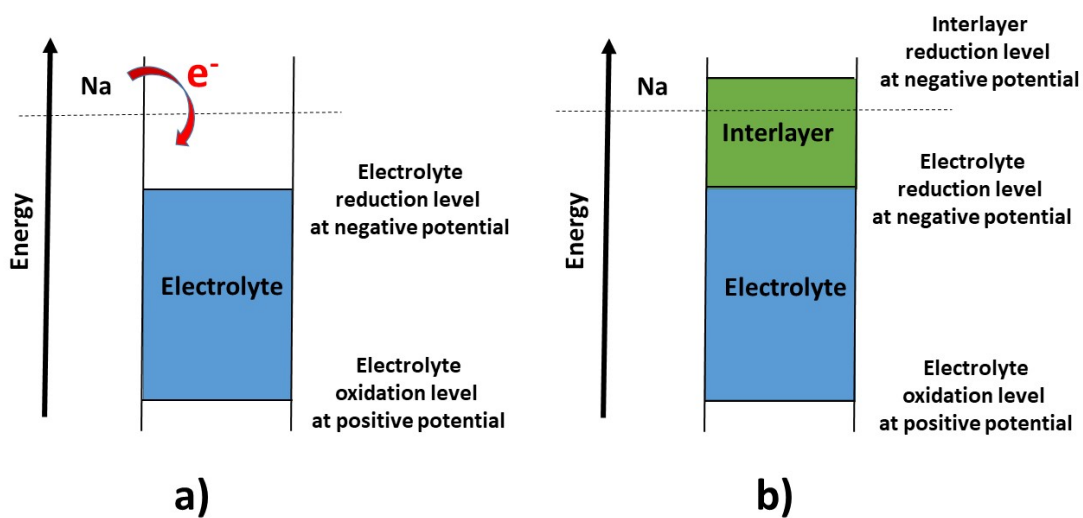 Energy
Na
e-
Electrolyte
reduction level
at negative potential
Electrolyte
Electrolyte
oxidation level
at positive potential
a)
Energy
Na
Interlayer
reduction level
at negative potential
Interlayer
Electrolyte
reduction level
at negative potential
Electrolyte
Electrolyte
oxidation level
at positive potential
b)